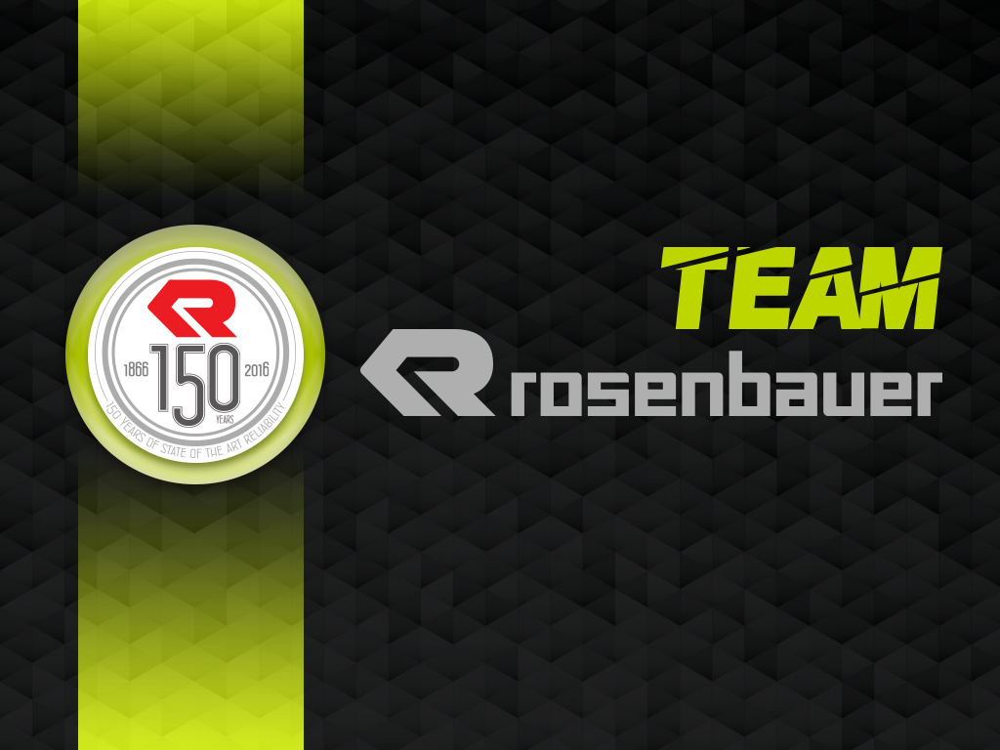 1866 150 2016
YEARS
150 YEARS OF STATE OF THE ART RELIABILITY
TEAM
rosenbauer